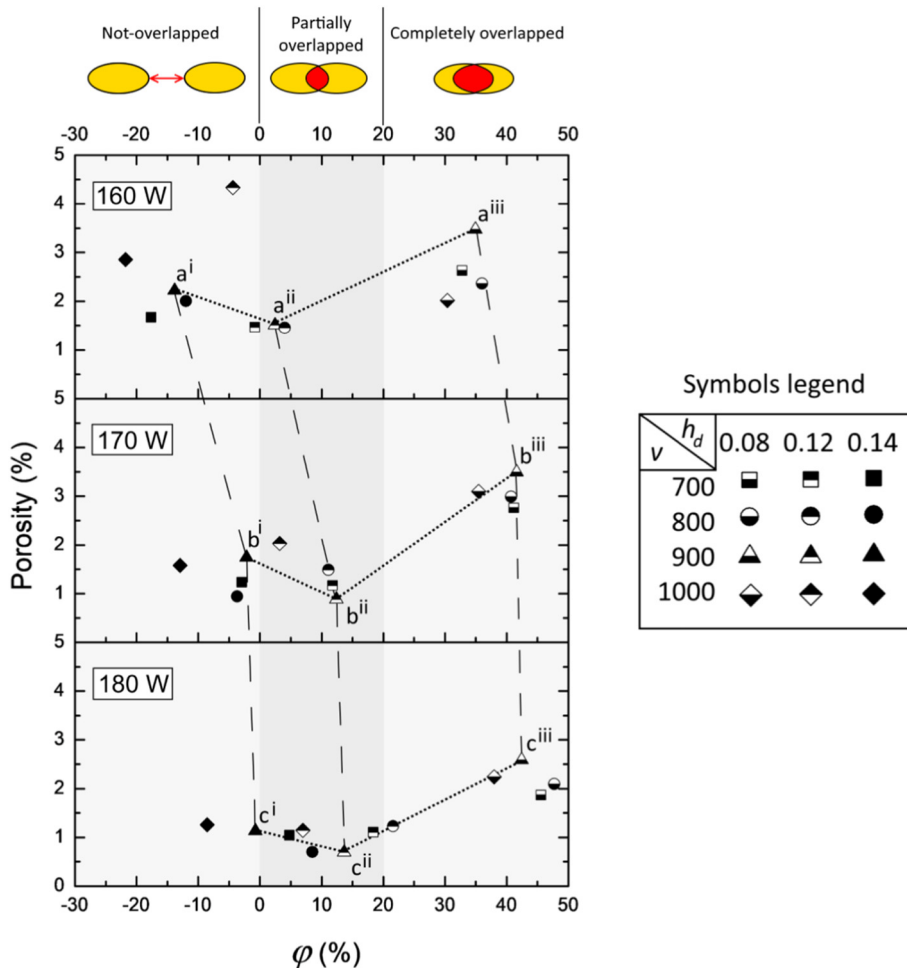 Not-overlapped
Partially
overlapped
Completely overlapped
-30 -20 -10 0 10 20 30 40 50
5
160 W
4
3
2
1
a i
a ii
a iii
5
170 W
4
3
2
1
b i
b ii
b iii
5
180 W
4
3
2
1
0
c i
c ii
c iii
-30 -20 -10 0 10 20 30 40 50
Porosity (%)
φ (%)
Symbols legend
h_d 0.08 0.12 0.14
v
700
800
900
1000